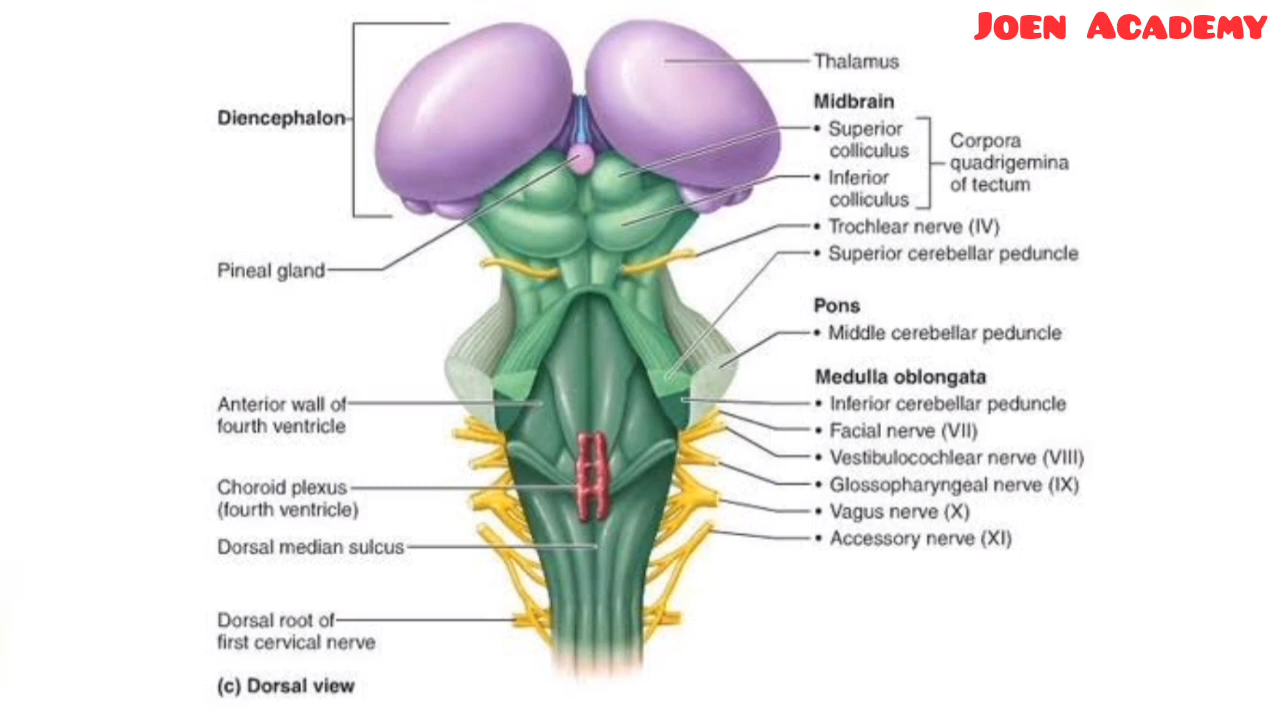 JOEN ACADEMY
Diencephalon
Pineal gland
Anterior wall of
fourth ventricle
Choroid plexus
(fourth ventricle)
Dorsal median sulcus
Dorsal root of
first cervical nerve
(c) Dorsal view
Thalamus
Midbrain
• Superior
colliculus
• Inferior
colliculus
Corpora
quadrigemina
of tectum
• Trochlear nerve (IV)
• Superior cerebellar peduncle
Pons
• Middle cerebellar peduncle
Medulla oblongata
• Inferior cerebellar peduncle
• Facial nerve (VII)
• Vestibulocochlear nerve (VIII)
• Glossopharyngeal nerve (IX)
• Vagus nerve (X)
• Accessory nerve (XI)